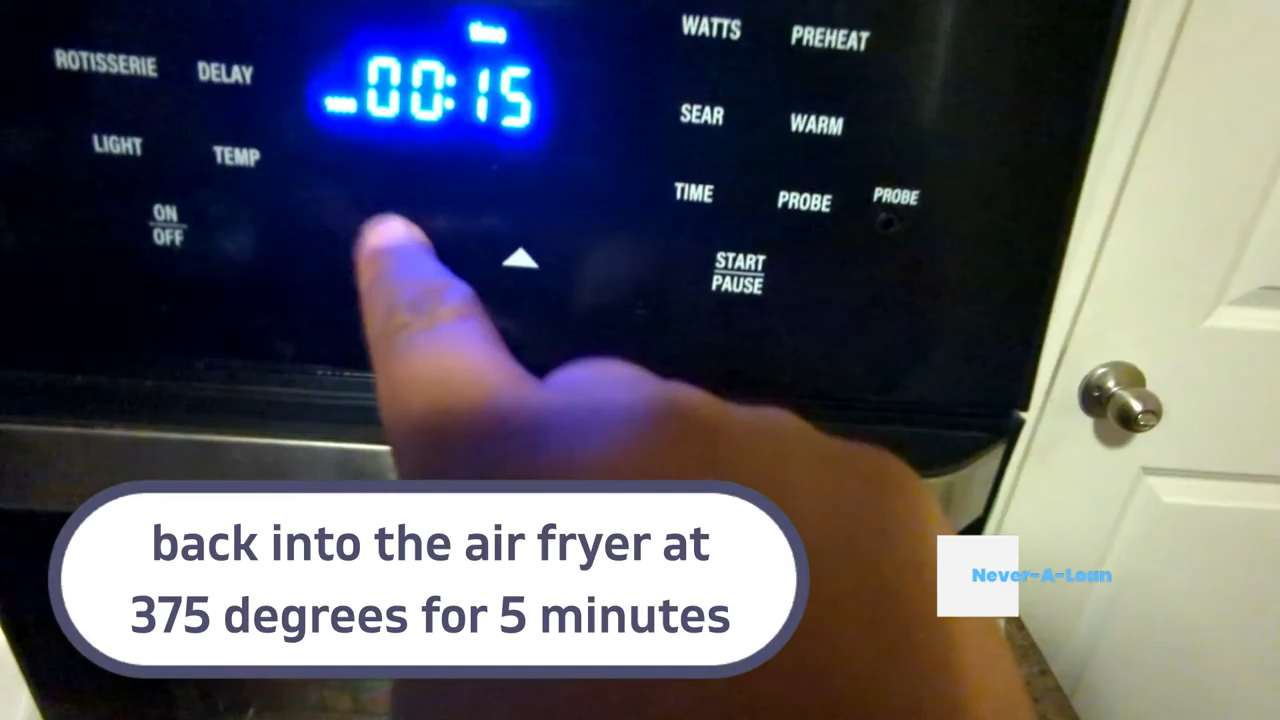 time
00:15
ROTISSERIE
DELAY
LIGHT
TEMP
ON
OFF
WATTS
PREHEAT
SEAR
WARM
TIME
PROBE
PROBE
START
PAUSE
back into the air fryer at
375 degrees for 5 minutes
Never-A-Loan